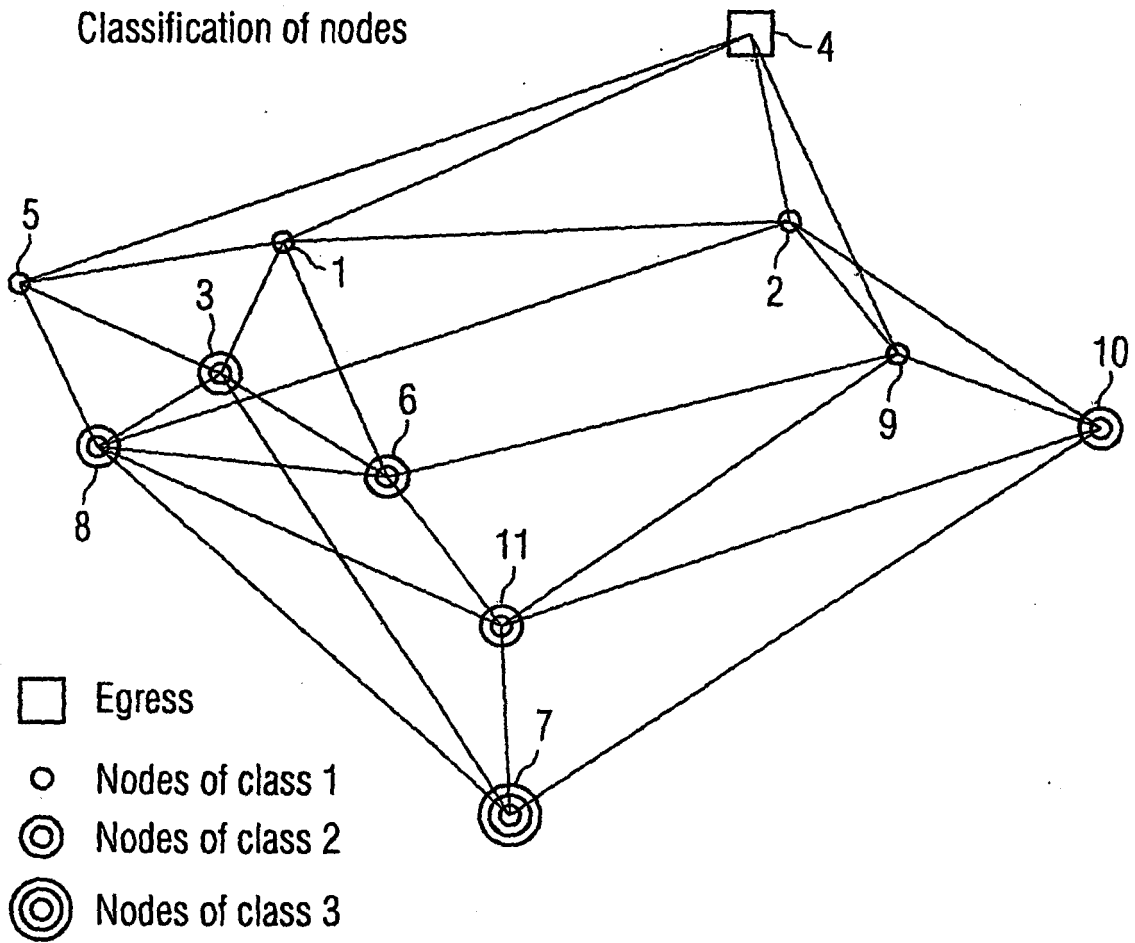 Classification of nodes
4
5
1
2
3
6
9
10
8
11
7
Egress
Nodes of class 1
Nodes of class 2
Nodes of class 3